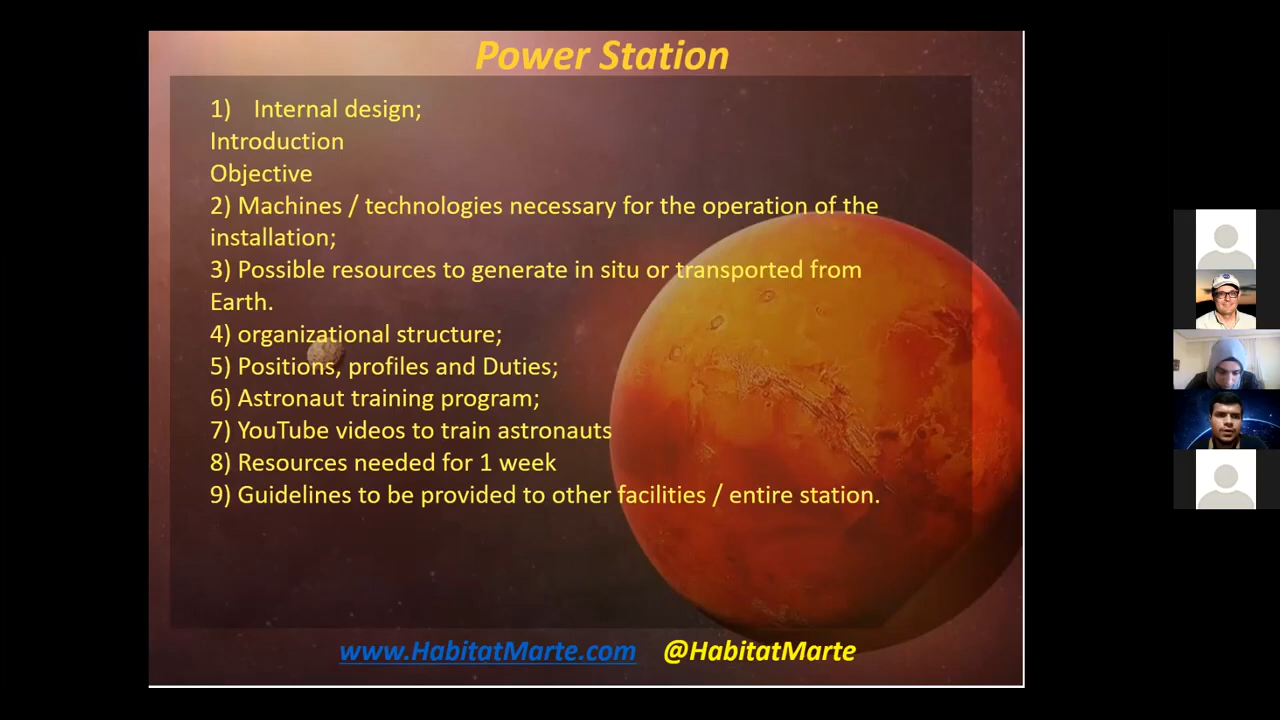 Power Station
1) Internal design;
Introduction
Objective
2) Machines / technologies necessary for the operation of the
installation;
3) Possible resources to generate in situ or transported from
Earth.
4) organizational structure;
5) Positions, profiles and Duties;
6) Astronaut training program;
7) YouTube videos to train astronauts
8) Resources needed for 1 week
9) Guidelines to be provided to other facilities / entire station.
www.HabitatMarte.com @HabitatMarte